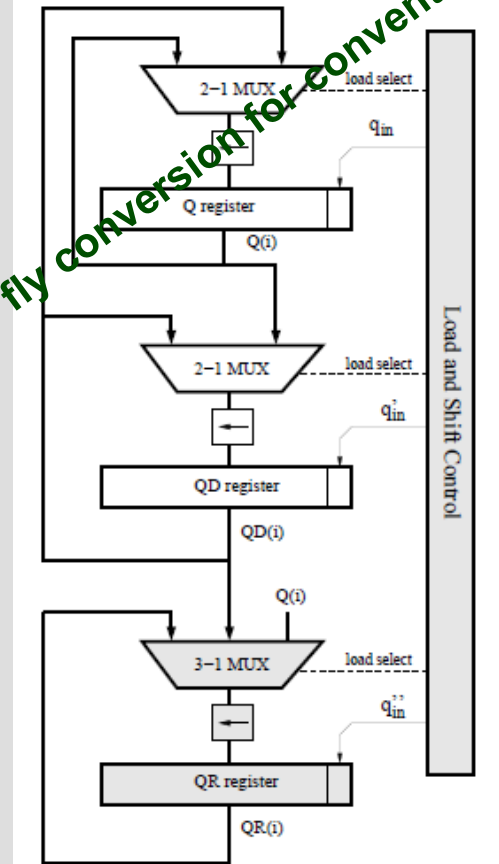 fly conversion for convent
2−1 MUX
load select
q_in
Q register
Q(i)
2−1 MUX
load select
q'_in
QD register
QD(i)
Q(i)
3−1 MUX
load select
q''_in
QR register
QR(i)
Load and Shift Control